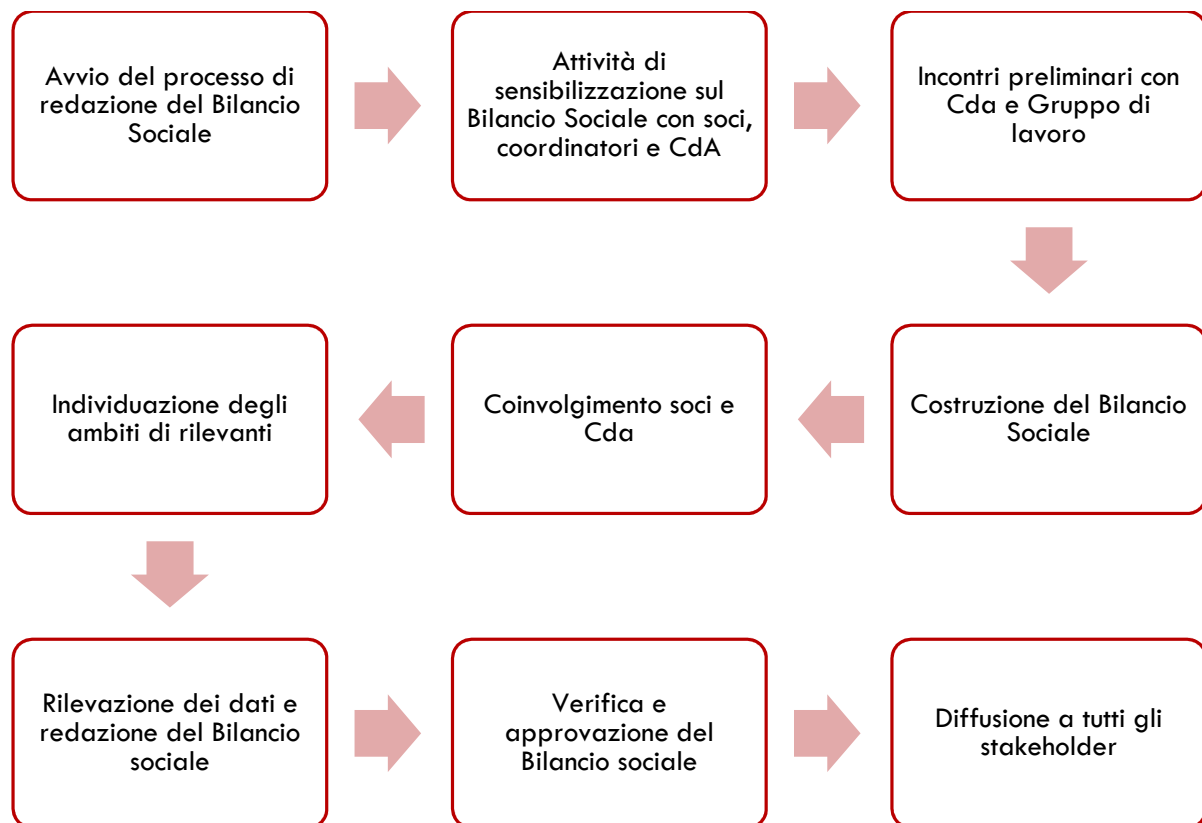 Avvio del processo di
redazione del Bilancio
Sociale
Attività di
sensibilizzazione sul
Bilancio Sociale con soci,
coordinatori e CdA
Incontri preliminari con
Cda e Gruppo di
lavoro
Costruzione del Bilancio
Sociale
Coinvolgimento soci e
Cda
Individuazione degli
ambiti di rilevanti
Rilevazione dei dati e
redazione del Bilancio
sociale
Verifica e
approvazione del
Bilancio sociale
Diffusione a tutti gli
stakeholder